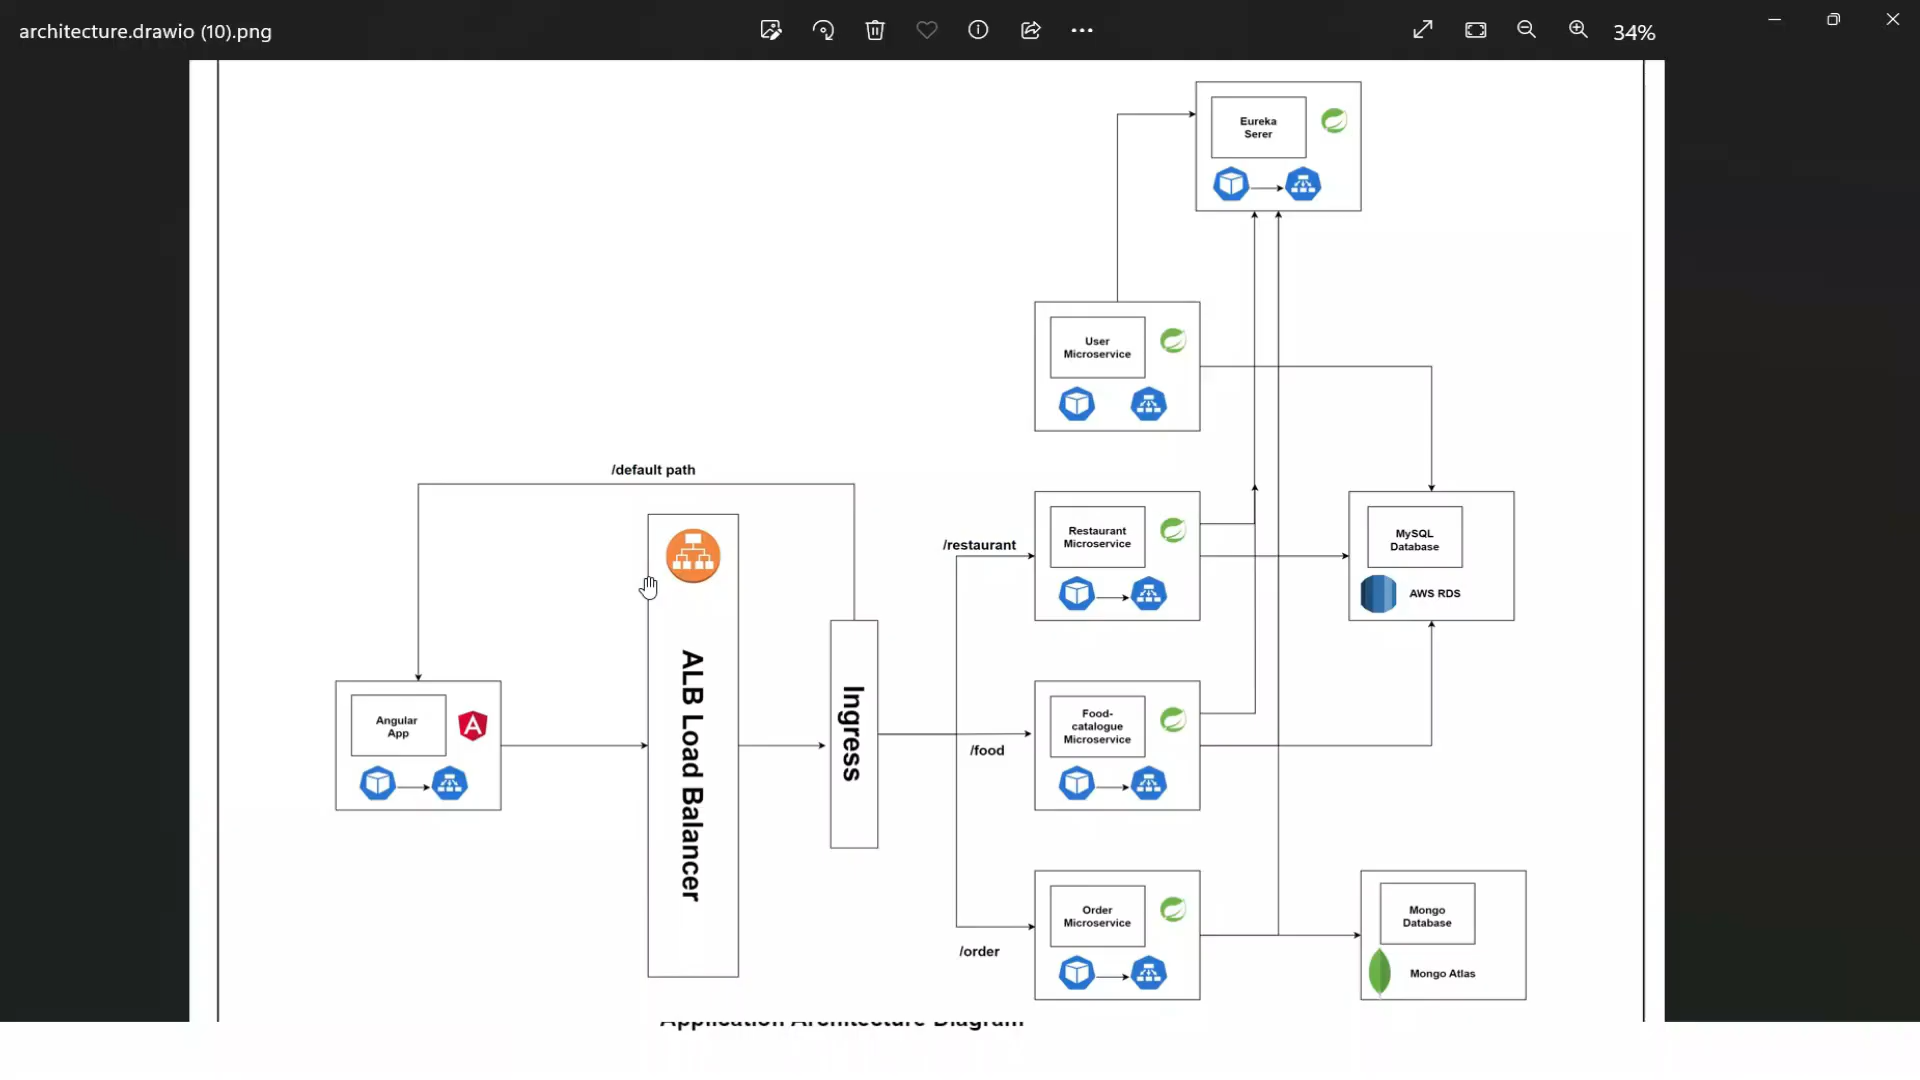 architecture.drawio (10).png
34%
Eureka
Serer
User
Microservice
/default path
/restaurant
Restaurant
Microservice
MySQL
Database
AWS RDS
ALB Load Balancer
Ingress
Angular
App
/food
Food-
catalogue
Microservice
Order
Microservice
/order
Mongo
Database
Mongo Atlas
Application Architecture Diagram